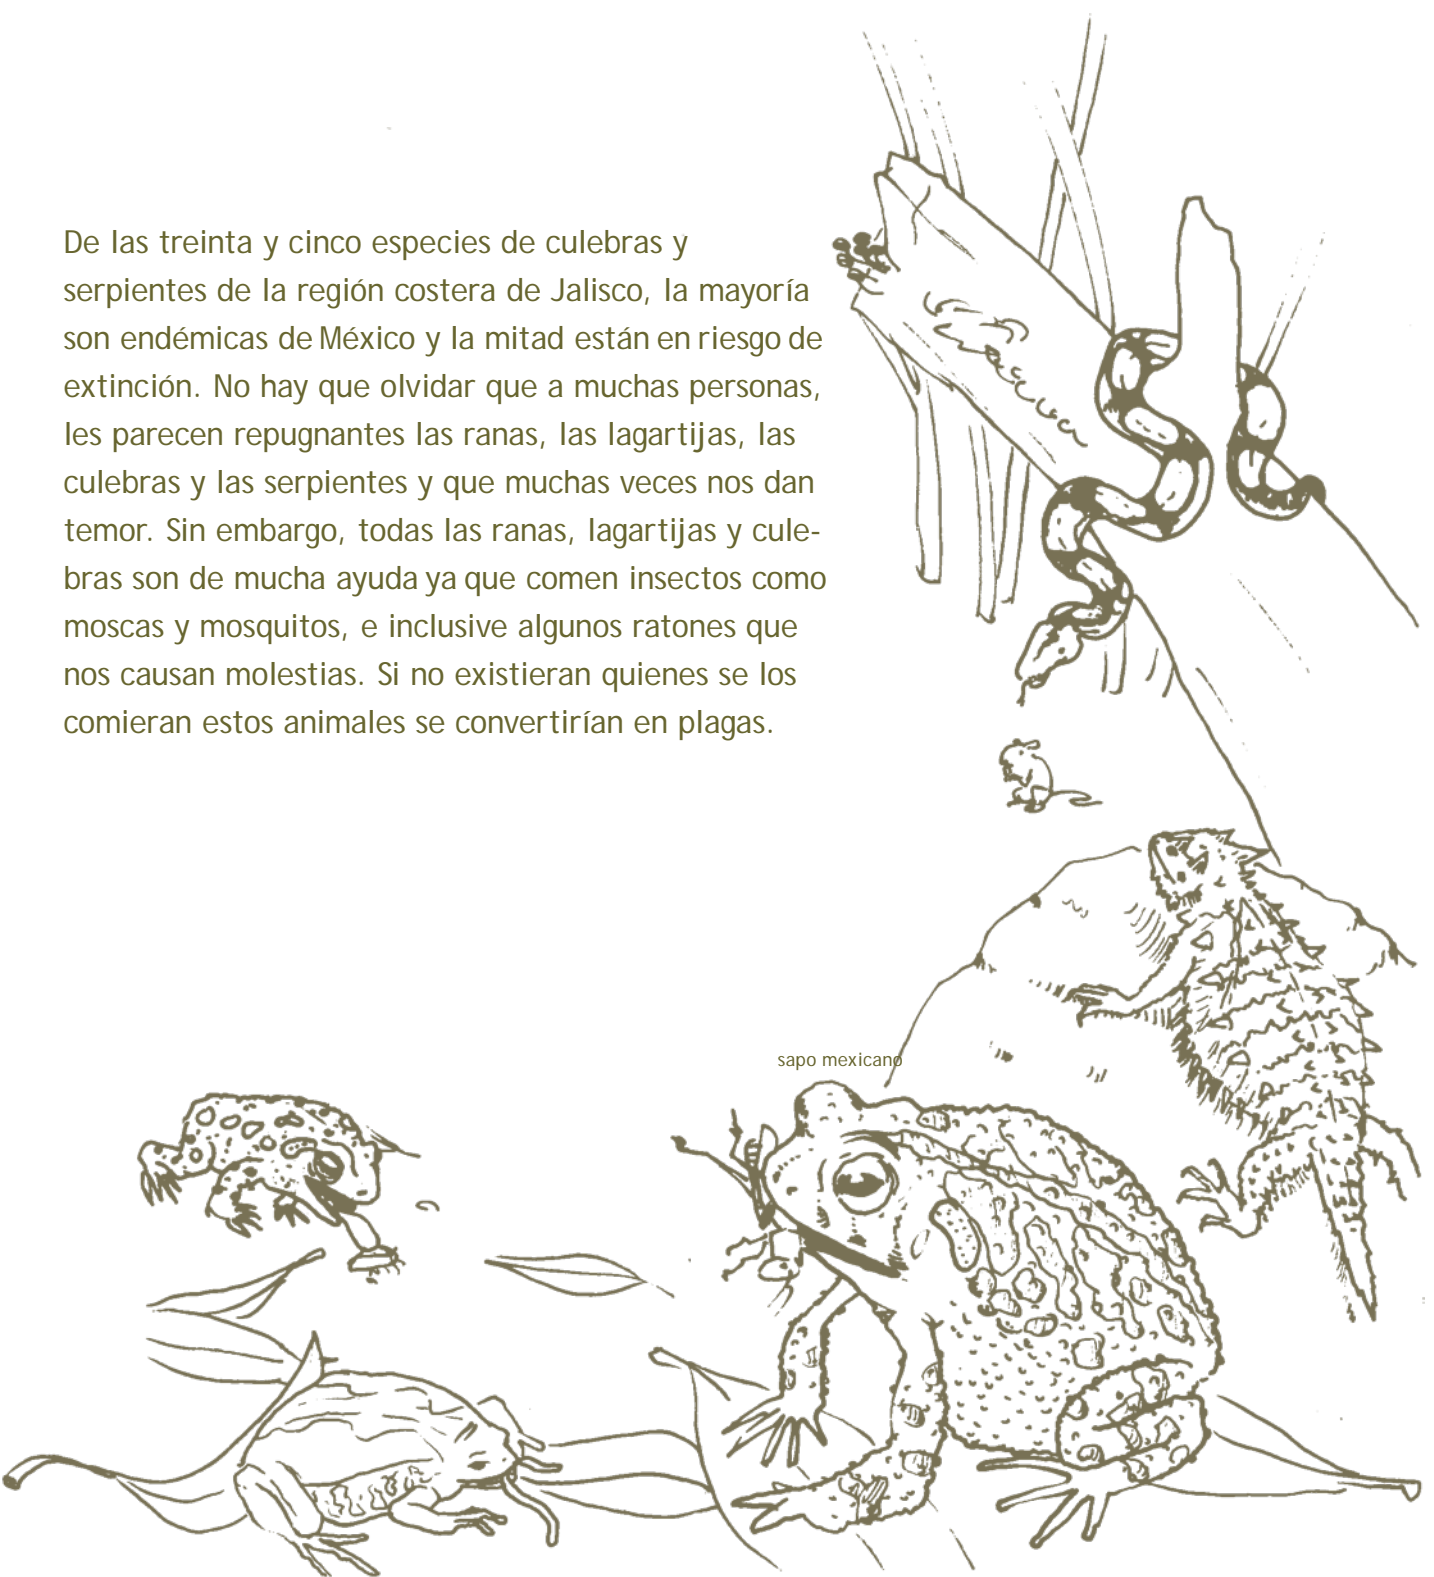 De las treinta y cinco especies de culebras y
serpientes de la región costera de Jalisco, la mayoría
son endémicas de México y la mitad están en riesgo de
extinción. No hay que olvidar que a muchas personas,
les parecen repugnantes las ranas, las lagartijas, las
culebras y las serpientes y que muchas veces nos dan
temor. Sin embargo, todas las ranas, lagartijas y cule-
bras son de mucha ayuda ya que comen insectos como
moscas y mosquitos, e inclusive algunos ratones que
nos causan molestias. Si no existieran quienes se los
comieran estos animales se convertirían en plagas.
sapo mexicano